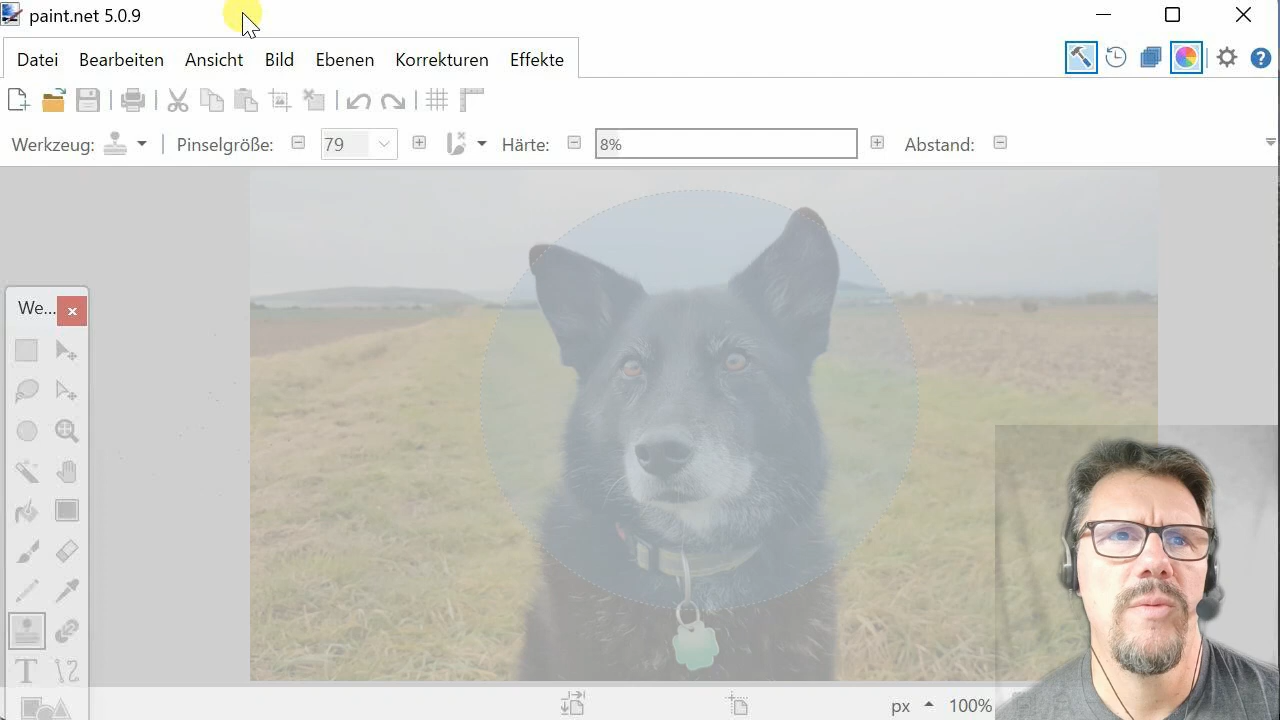 paint.net 5.0.9
Datei Bearbeiten Ansicht Bild Ebenen Korrekturen Effekte
Werkzeug: Pinselgröße: 79 Härte: 8% Abstand:
We...
px 100%